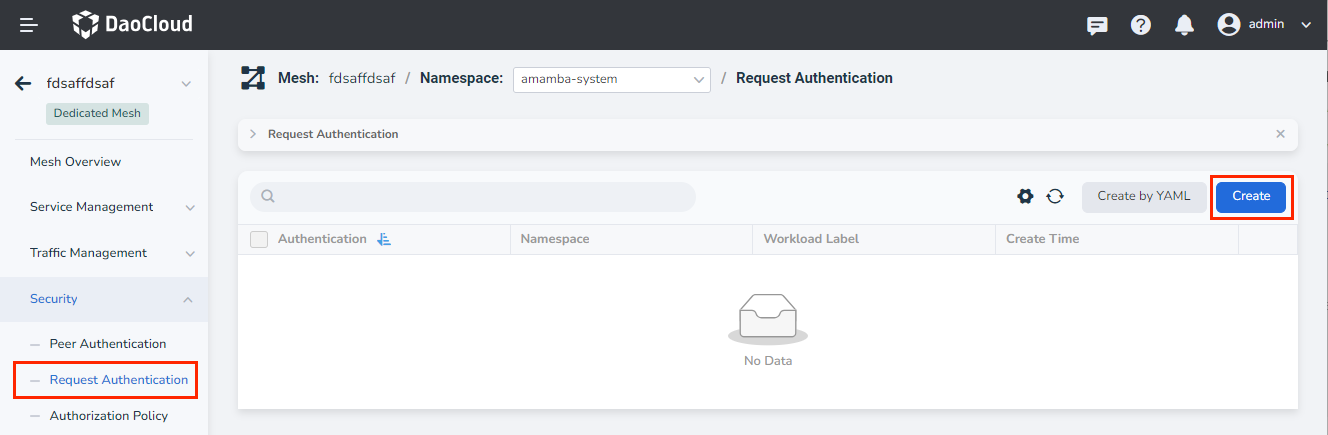 DaoCloud
admin
fdsaffdsaf
Dedicated Mesh
Mesh Overview
Service Management
Traffic Management
Security
Peer Authentication
Request Authentication
Authorization Policy
Mesh: fdsaffdsaf / Namespace: amamba-system / Request Authentication
Request Authentication
Create by YAML Create
Authentication Namespace Workload Label Create Time
No Data